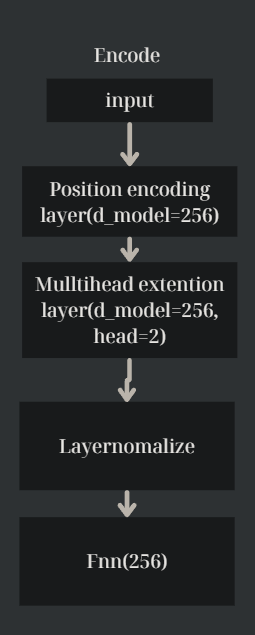 Encode
input
Position encoding
layer(d_model=256)
Mulltihead extention
layer(d_model=256,
head=2)
Layernomalize
Fnn(256)